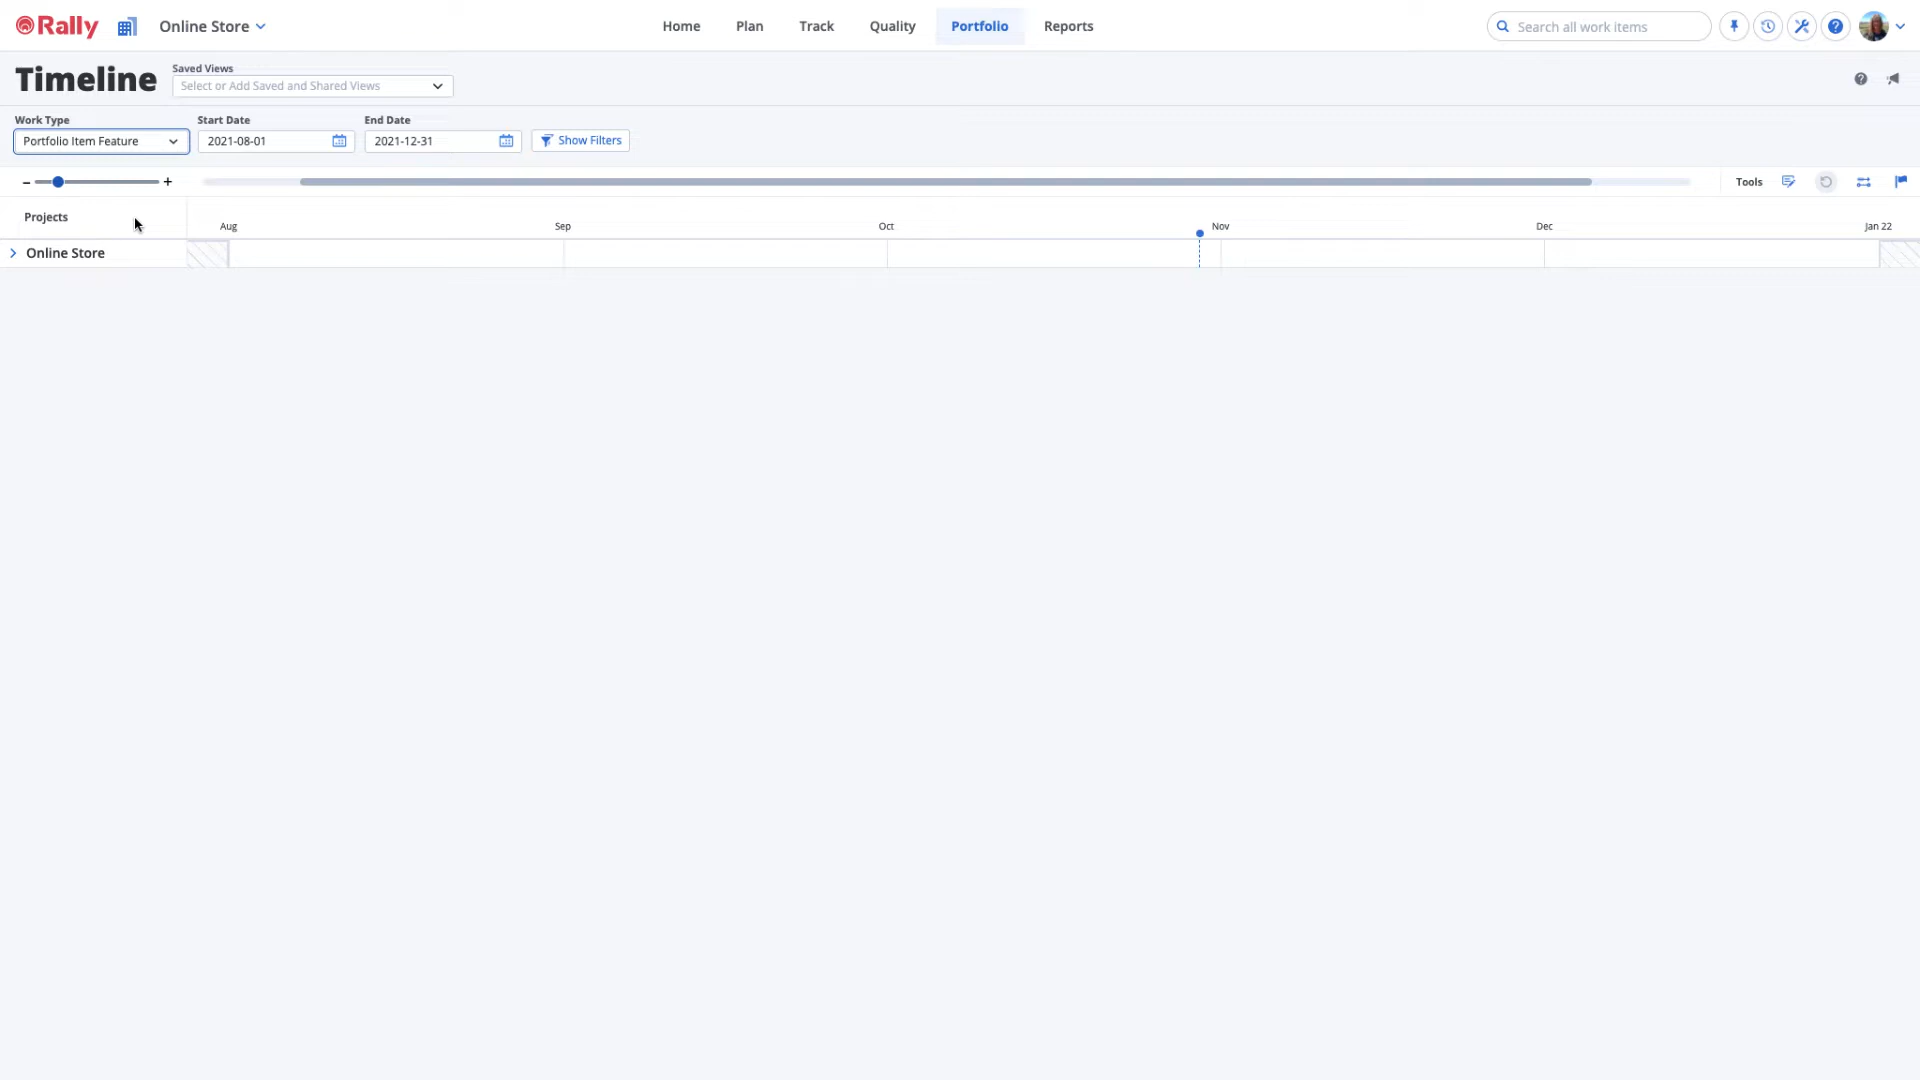 Rally
Online Store
Home
Plan
Track
Quality
Portfolio
Reports
Search all work items
Timeline
Saved Views
Select or Add Saved and Shared Views
Work Type
Start Date
End Date
Portfolio Item Feature
2021-08-01
2021-12-31
Show Filters
Tools
Projects
Aug
Sep
Oct
Nov
Dec
Jan 22
Online Store